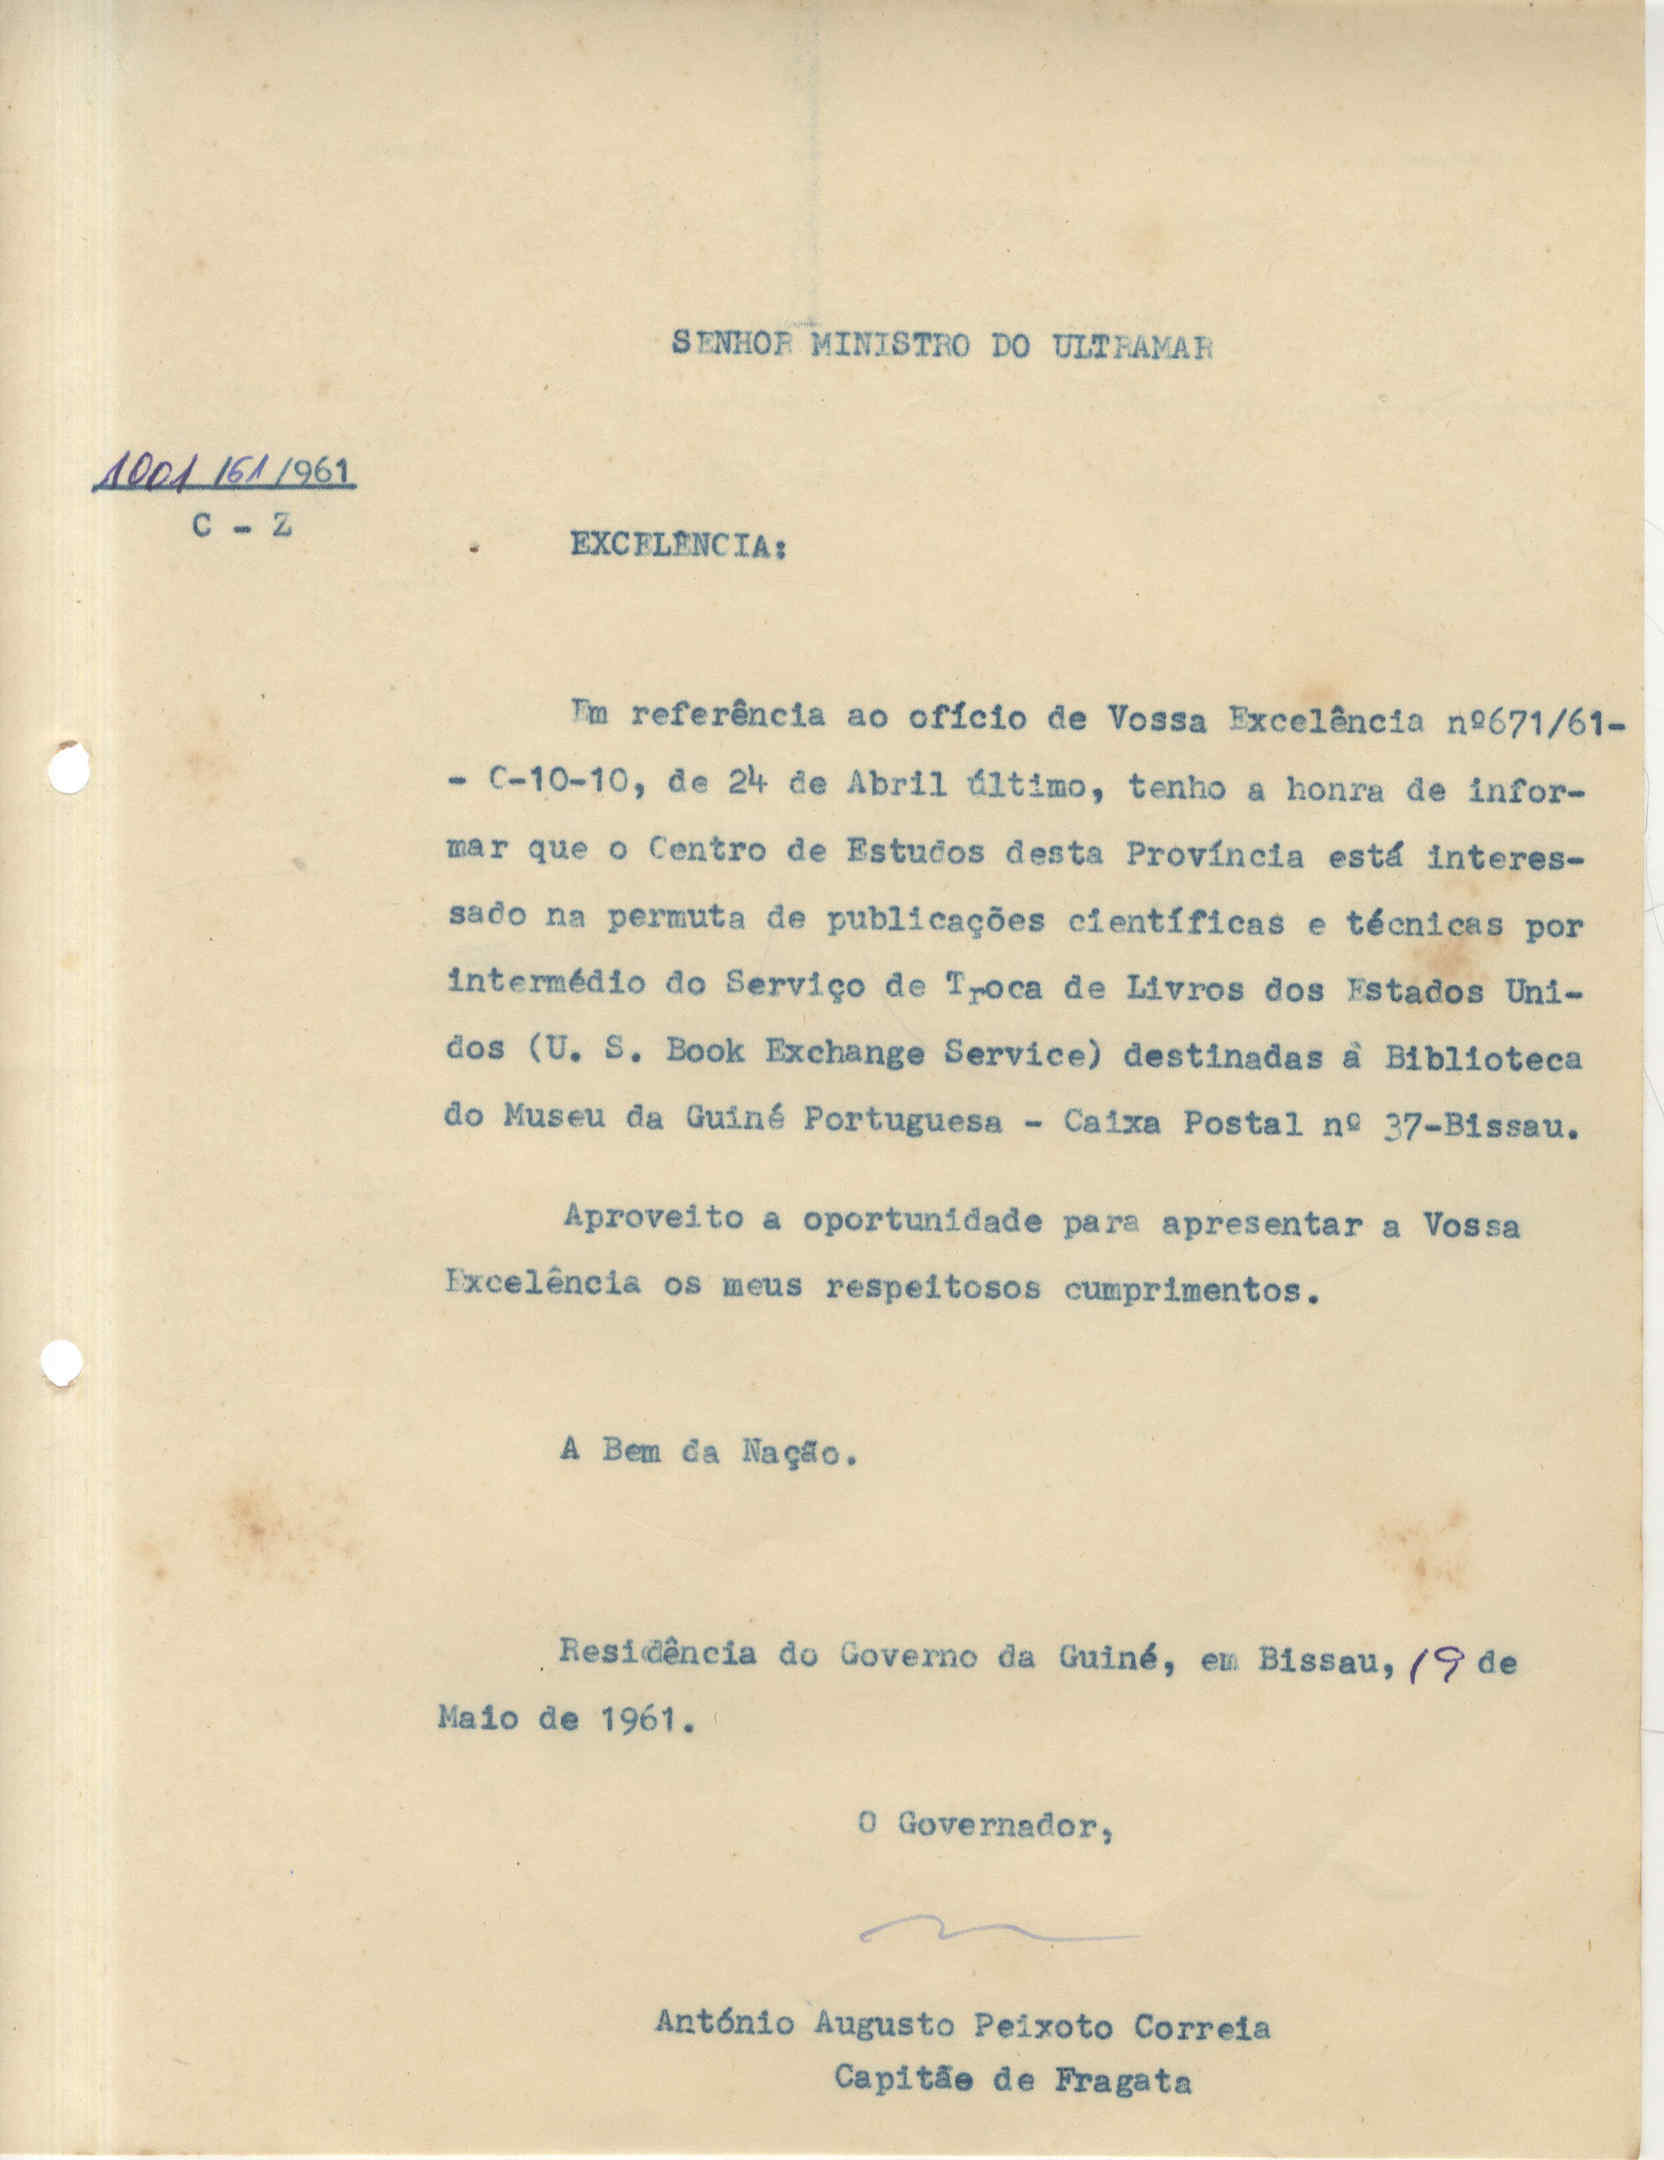 SENHOR MINISTRO DO ULTRAMAR
1001/61/961
C - Z
EXCELÊNCIA:
Em referência ao ofício de Vossa Excelência nº671/61-
- C-10-10, de 24 de Abril último, tenho a honra de infor-
mar que o Centro de Estudos desta Província está interes-
sado na permuta de publicações científicas e técnicas por
intermédio do Serviço de Troca de Livros dos Estados Uni-
dos (U. S. Book Exchange Service) destinadas à Biblioteca
do Museu da Guiné Portuguesa - Caixa Postal nº 37-Bissau.
Aproveito a oportunidade para apresentar a Vossa
Excelência os meus respeitosos cumprimentos.
A Bem da Nação.
Residência do Governo da Guiné, em Bissau, 19 de
Maio de 1961.
O Governador,
António Augusto Peixoto Correia
Capitão de Fragata